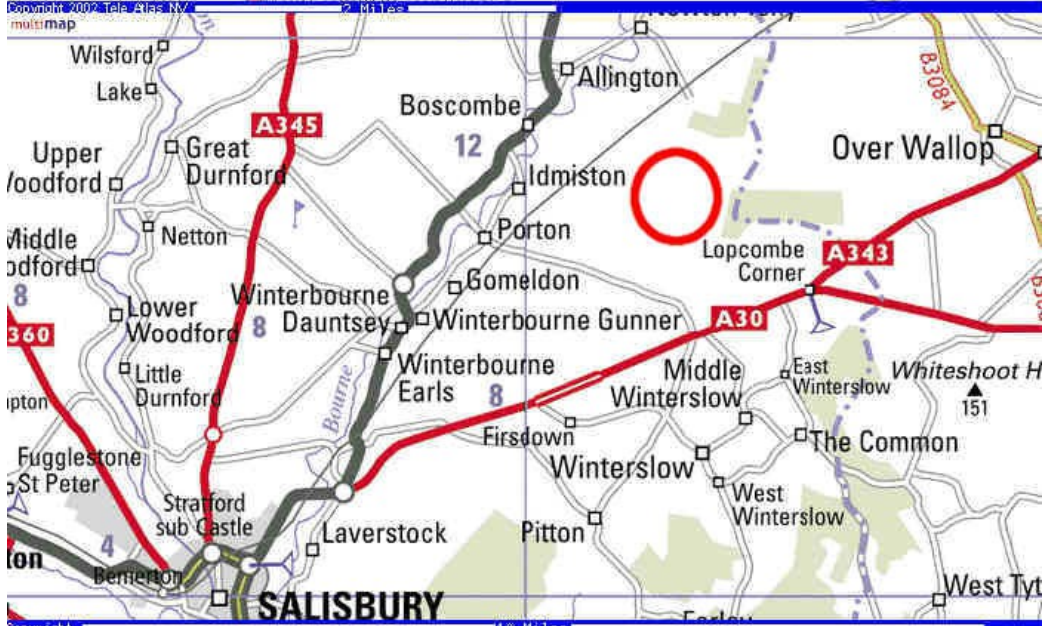 Copyright 2002 Tele Atlas NV
2 Miles
multimap
Wilsford
Lake
A345
Allington
Boscombe
12
B3084
Over Wallop
Great
Durnford
Upper
Idmiston
Netton
Porton
Middle
8
Gomeldon
Lopcombe
Corner
A343
Lower
Woodford
Winterbourne
Dauntsey
8
Winterbourne Gunner
A30
360
Little
Durnford
Winterbourne
Earls
Bourne
8
Middle
Winterslow
East
Winterslow
Whiteshoot H
151
Firsdown
The Common
Winterslow
Fugglestone
St Peter
Stratford
sub Castle
West
Winterslow
Laverstock
Pitton
4
Bemerton
West Tyt
SALISBURY